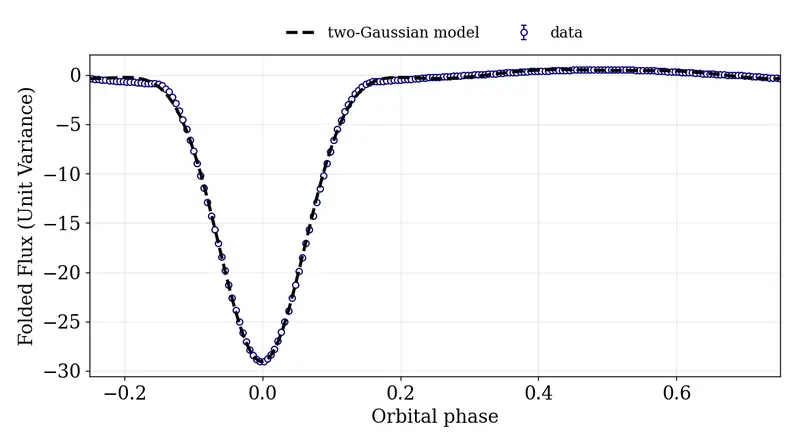 two-Gaussian model data
Folded Flux (Unit Variance)
0
−5
−10
−15
−20
−25
−30
−0.2 0.0 0.2 0.4 0.6
Orbital phase